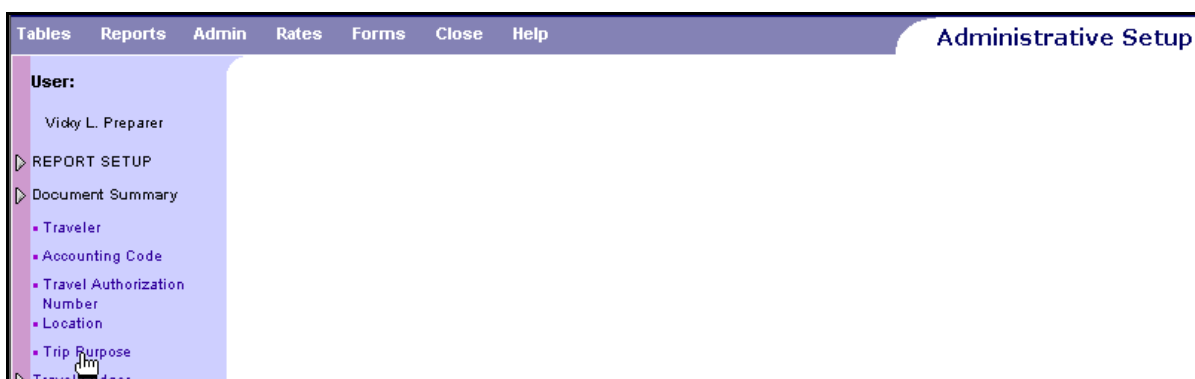 Tables Reports Admin Rates Forms Close Help Administrative Setup
User:
Vicky L. Preparer
REPORT SETUP
Document Summary
Traveler
Accounting Code
Travel Authorization
Number
Location
Trip Purpose